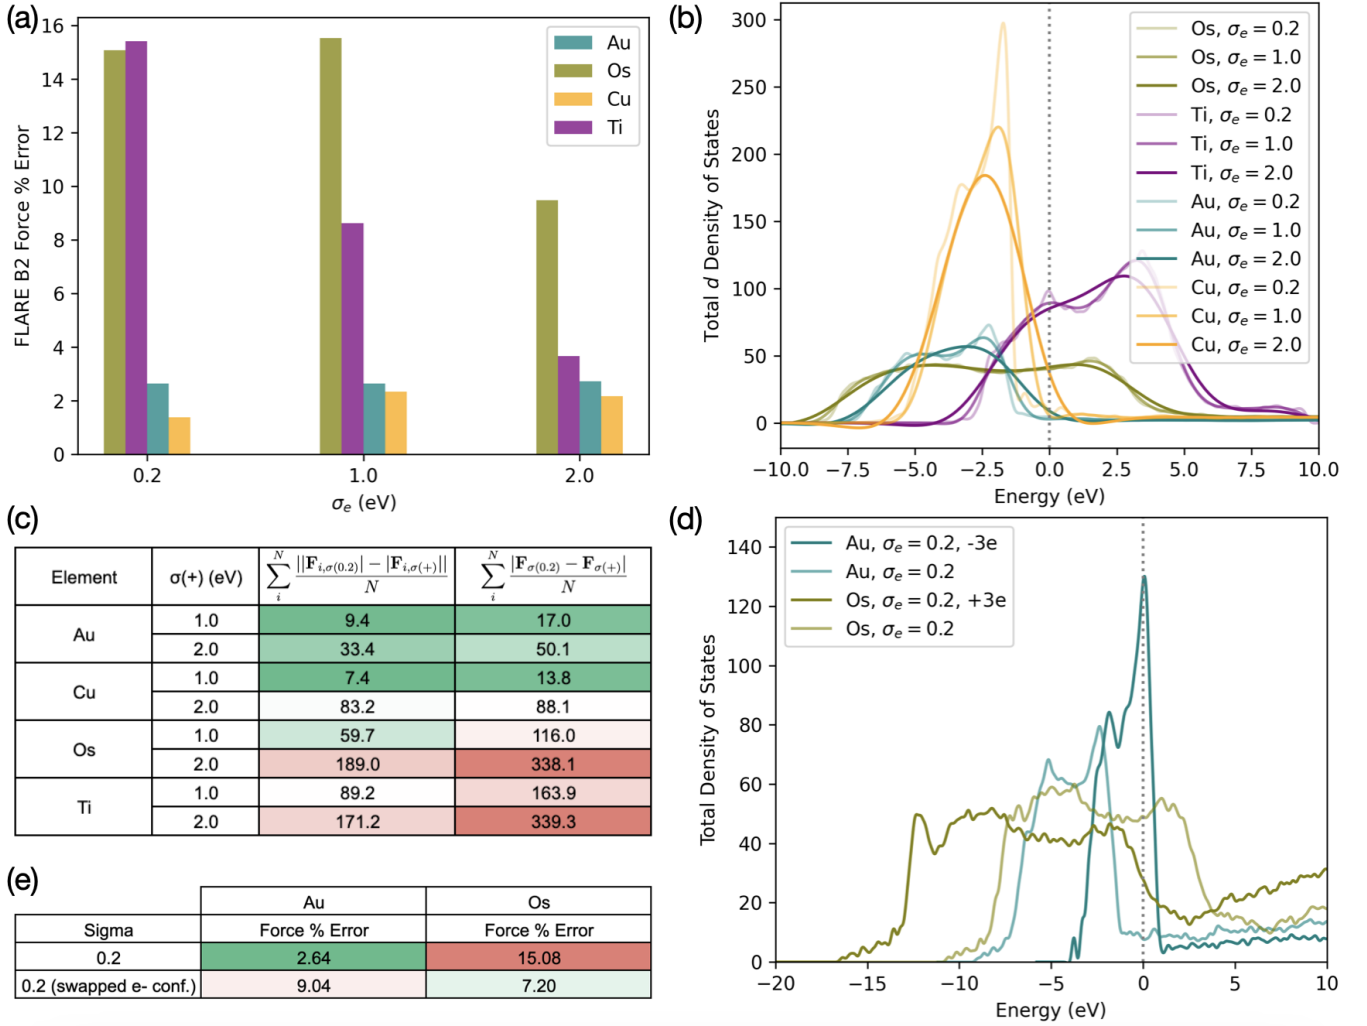 (a)
16
14
12
10
8
6
4
2
0
FLARE B2 Force % Error
Au
Os
Cu
Ti
0.2
1.0
2.0
σe (eV)
(b)
300
250
200
150
100
50
0
Total d Density of States
Os, σe = 0.2
Os, σe = 1.0
Os, σe = 2.0
Ti, σe = 0.2
Ti, σe = 1.0
Ti, σe = 2.0
Au, σe = 0.2
Au, σe = 1.0
Au, σe = 2.0
Cu, σe = 0.2
Cu, σe = 1.0
Cu, σe = 2.0
−10.0 −7.5 −5.0 −2.5 0.0 2.5 5.0 7.5 10.0
Energy (eV)
(c)
Element σ(+) (eV) ∑_i^N ||F_{i,σ(0.2)}| − |F_{i,σ(+)}|| / N ∑_i^N |F_{σ(0.2)} − F_{σ(+)}| / N
Au 1.0 9.4 17.0
2.0 33.4 50.1
Cu 1.0 7.4 13.8
2.0 83.2 88.1
Os 1.0 59.7 116.0
2.0 189.0 338.1
Ti 1.0 89.2 163.9
2.0 171.2 339.3
(d)
140
120
100
80
60
40
20
0
Total Density of States
Au, σe = 0.2, -3e
Au, σe = 0.2
Os, σe = 0.2, +3e
Os, σe = 0.2
−20 −15 −10 −5 0 5 10
Energy (eV)
(e)
Au Os
Sigma Force % Error Force % Error
0.2 2.64 15.08
0.2 (swapped e- conf.) 9.04 7.20